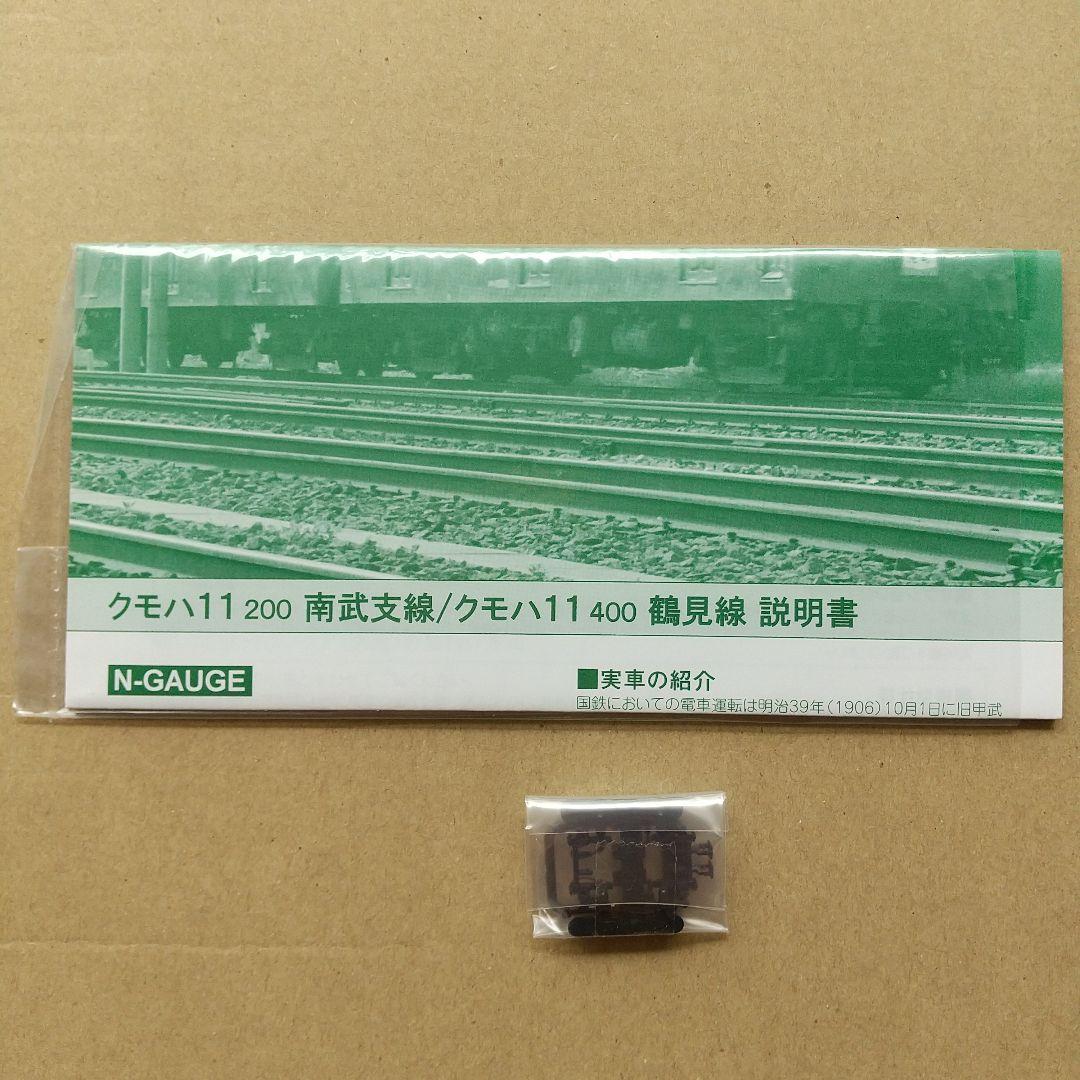 クモハ11 200 南武支線/クモハ11 400 鶴見線 説明書
N-GAUGE
■実車の紹介
国鉄においての電車運転は明治39年(1906)10月1日に旧甲武